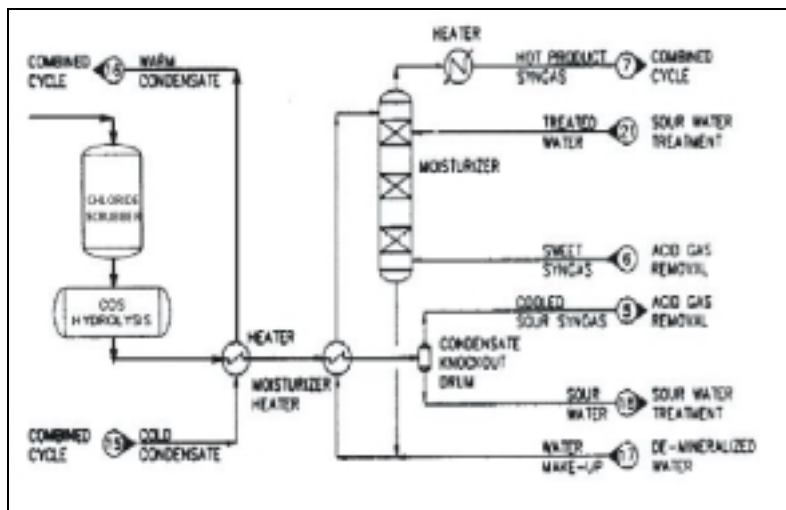 HEATER
COMBINED
CYCLE
16
WARM
CONDENSATE
HOT PRODUCT
SYNGAS
7
COMBINED
CYCLE
TREATED
WATER
SOUR WATER
TREATMENT
MOISTURIZER
CHLORIDE
SCRUBBER
SWEET
SYNGAS
6
ACID GAS
REMOVAL
COS
HYDROLYSIS
COOLED
SOUR SYNGAS
ACID GAS
REMOVAL
HEATER
CONDENSATE
KNOCKOUT
DRUM
MOISTURIZER
HEATER
SOUR
WATER
18
SOUR WATER
TREATMENT
COMBINED
CYCLE
15
COLD
CONDENSATE
WATER
MAKE-UP
17
DE-MINERALIZED
WATER